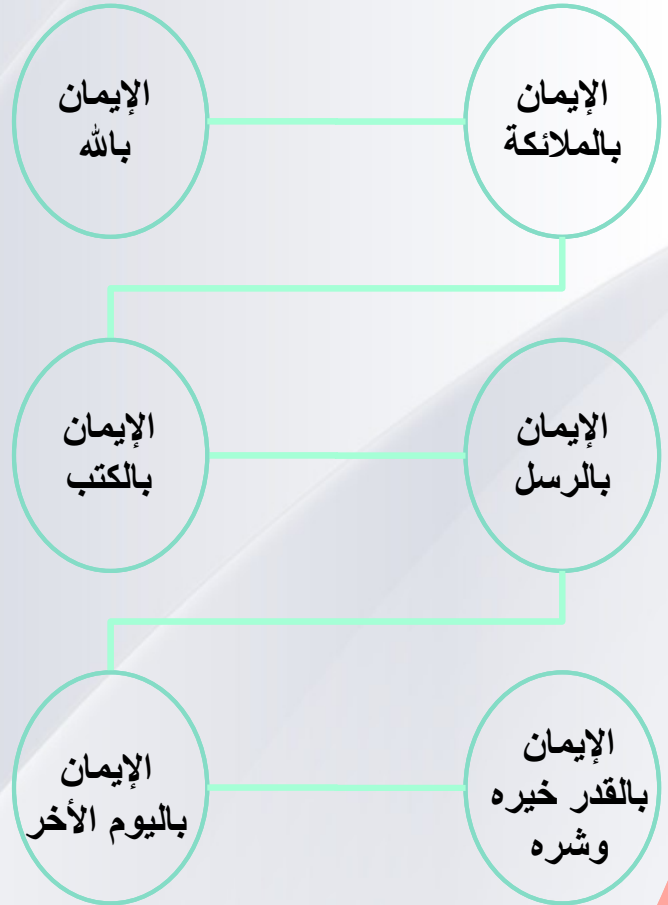 الإيمان
بالله
الإيمان
بالملائكة
الإيمان
بالكتب
الإيمان
بالرسل
الإيمان
باليوم الأخر
الإيمان
بالقدر خيره
وشره